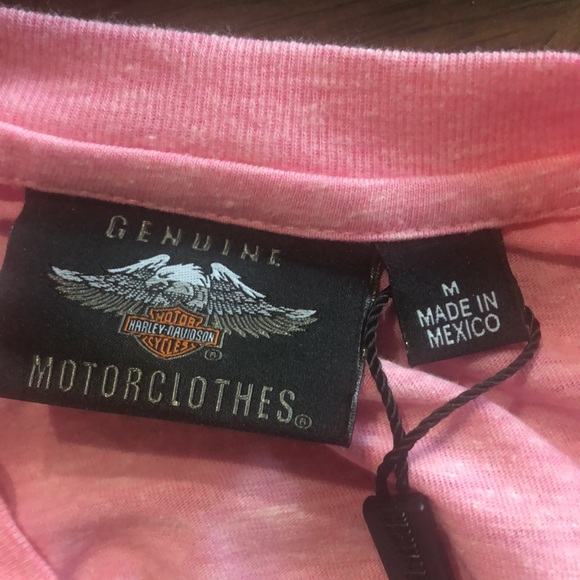 GENUINE
MOTOR
HARLEY-DAVIDSON
CYCLES
®
MOTORCLOTHES®
M
MADE IN
MEXICO